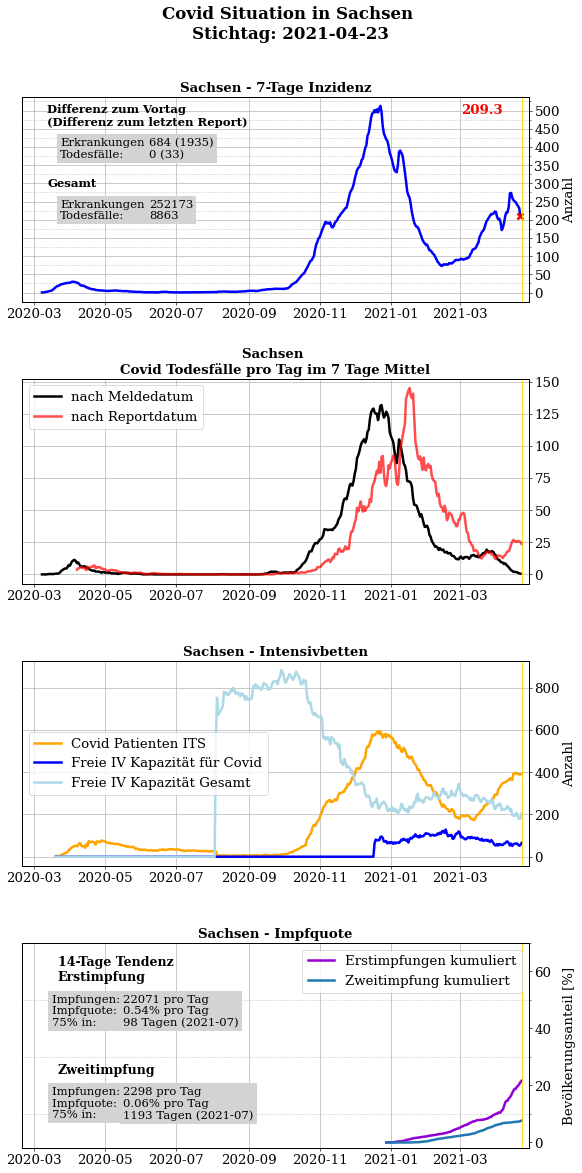 Covid Situation in Sachsen
Stichtag: 2021-04-23
Sachsen - 7-Tage Inzidenz
Differenz zum Vortag
(Differenz zum letzten Report)
Erkrankungen 684 (1935)
Todesfälle: 0 (33)
Gesamt
Erkrankungen 252173
Todesfälle: 8863
209.3
500
450
400
350
300
250
200
150
100
50
0
Anzahl
2020-03 2020-05 2020-07 2020-09 2020-11 2021-01 2021-03
Sachsen
Covid Todesfälle pro Tag im 7 Tage Mittel
nach Meldedatum
nach Reportdatum
150
125
100
75
50
25
0
2020-03 2020-05 2020-07 2020-09 2020-11 2021-01 2021-03
Sachsen - Intensivbetten
Covid Patienten ITS
Freie IV Kapazität für Covid
Freie IV Kapazität Gesamt
800
600
400
200
0
Anzahl
2020-03 2020-05 2020-07 2020-09 2020-11 2021-01 2021-03
Sachsen - Impfquote
14-Tage Tendenz
Erstimpfung
Impfungen: 22071 pro Tag
Impfquote: 0.54% pro Tag
75% in: 98 Tagen (2021-07)
Zweitimpfung
Impfungen: 2298 pro Tag
Impfquote: 0.06% pro Tag
75% in: 1193 Tagen (2021-07)
Erstimpfungen kumuliert
Zweitimpfung kumuliert
60
40
20
0
Bevölkerungsanteil [%]
2020-03 2020-05 2020-07 2020-09 2020-11 2021-01 2021-03